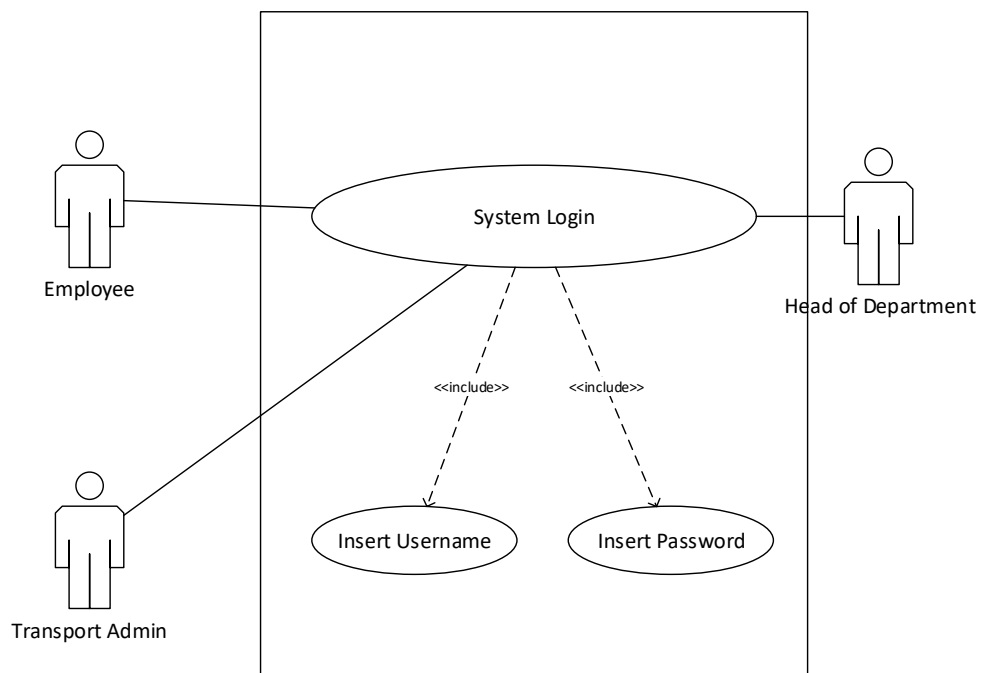 System Login
Employee
Head of Department
<<include>>
<<include>>
Insert Username
Insert Password
Transport Admin